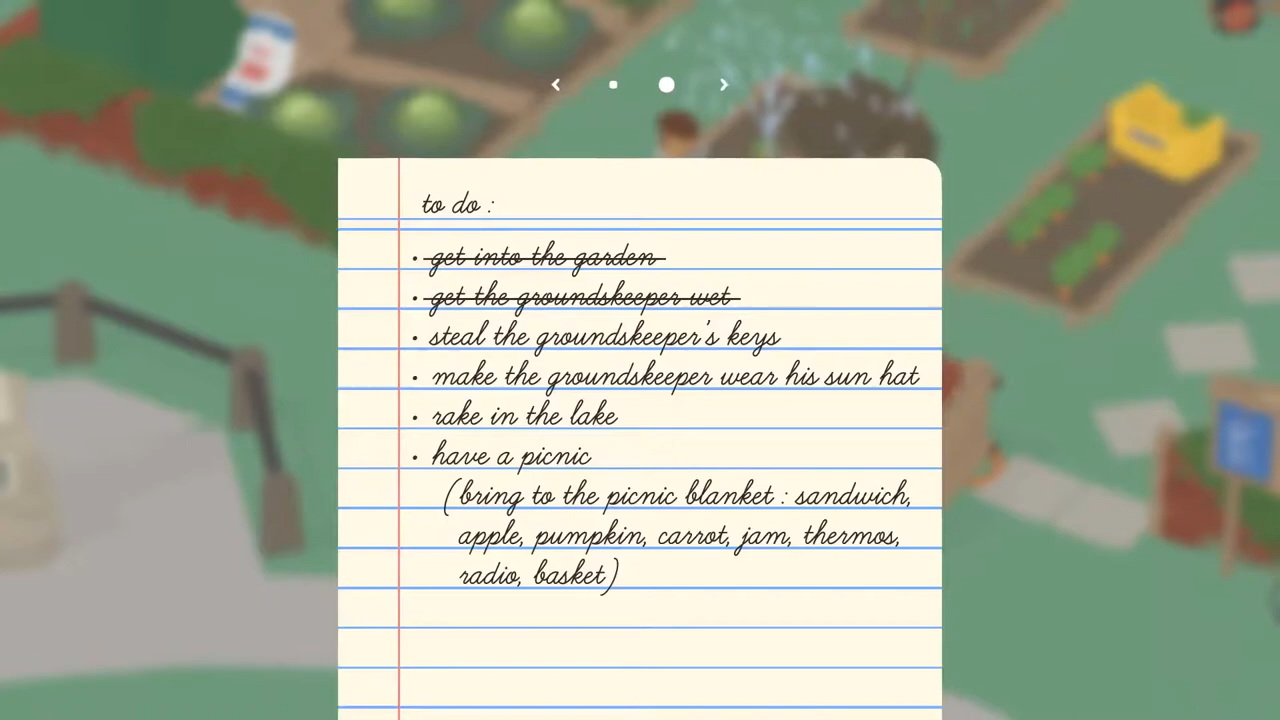 to do :
• get into the garden
• get the groundskeeper wet
• steal the groundskeeper's keys
• make the groundskeeper wear his sun hat
• rake in the lake
• have a picnic
(bring to the picnic blanket : sandwich,
apple, pumpkin, carrot, jam, thermos,
radio, basket)